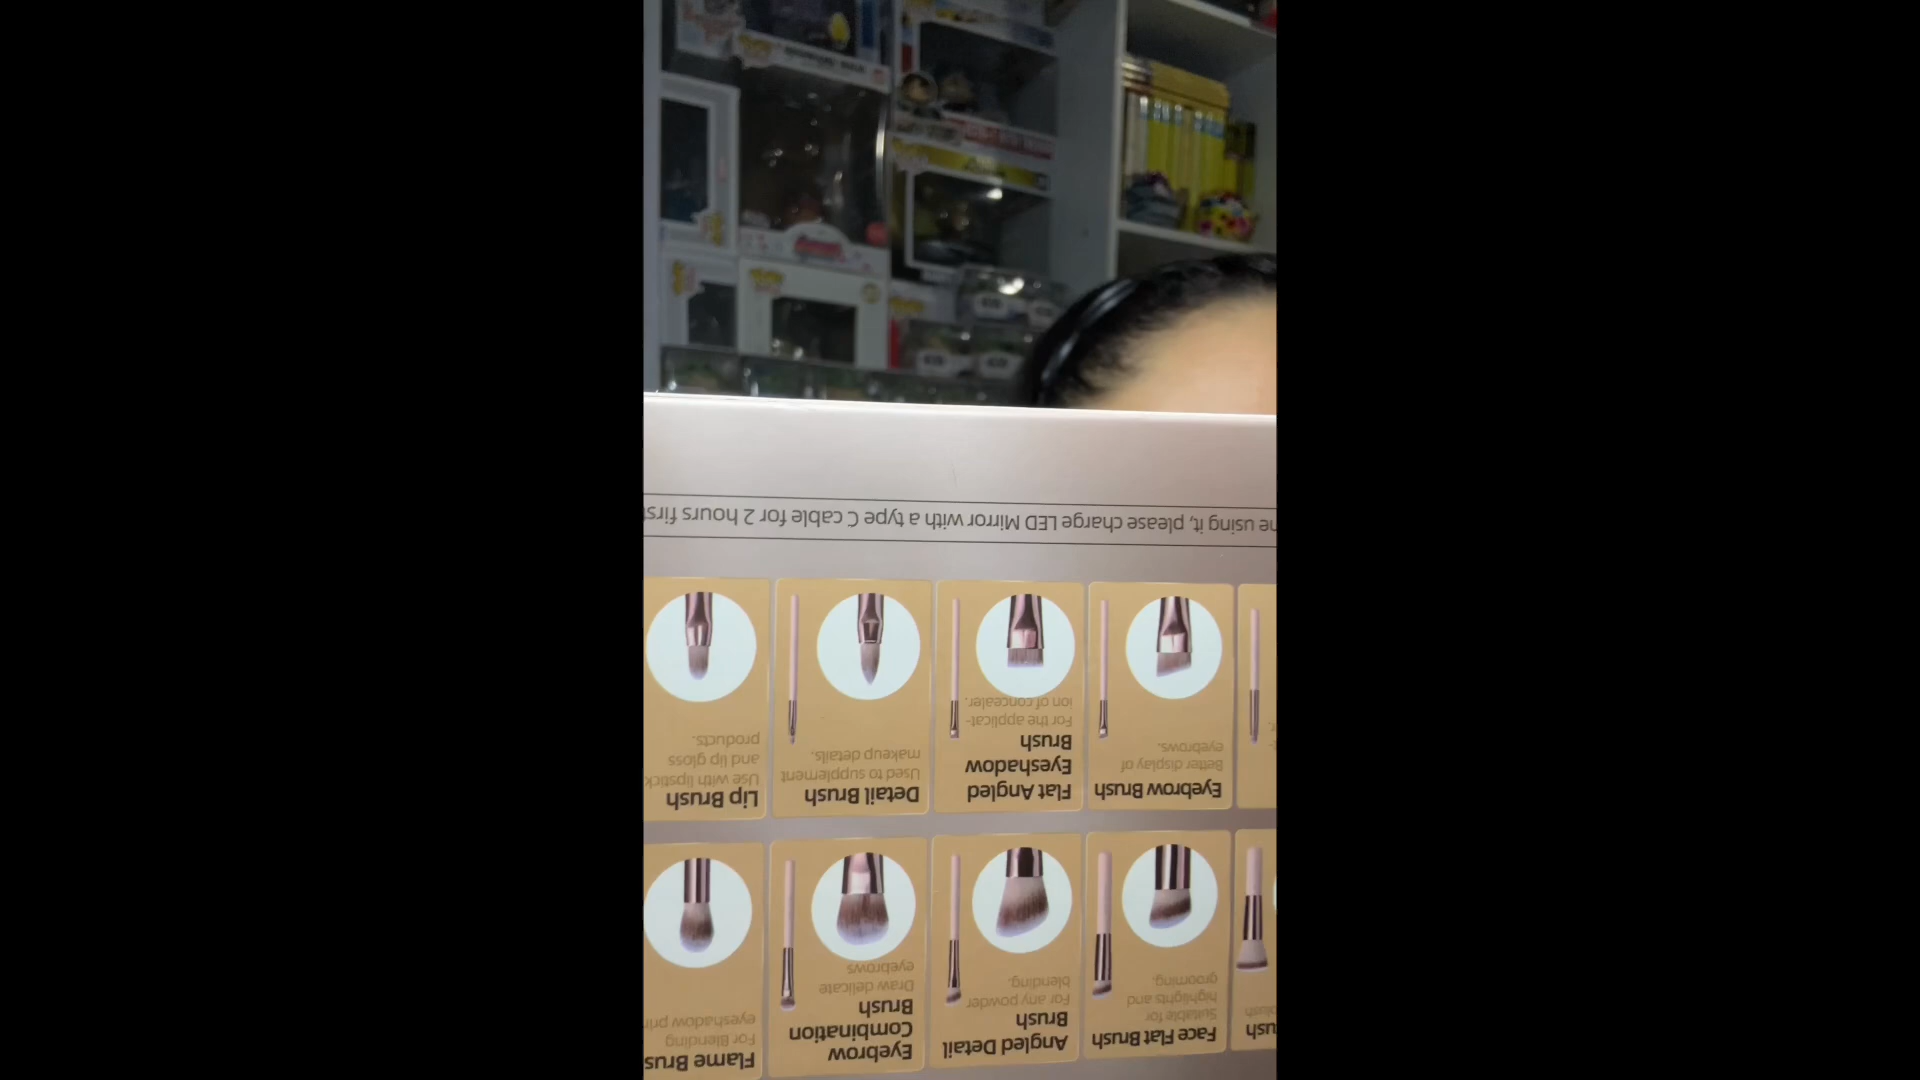 ush
Face Flat Brush
Suitable for
highlights and
grooming.
Angled Detail
Brush
For any powder
blending.
Eyebrow
Combination
Brush
Draw delicate
eyebrows
Flame Brus
For Blending
eyeshadow prim
Eyebrow Brush
Better display of
eyebrows.
Flat Angled
Eyeshadow
Brush
For the applicat-
ion of concealer.
Detail Brush
Used to supplement
makeup details.
Lip Brush
Use with lipstick
and lip gloss
products.
me using it, please charge LED Mirror with a type C cable for 2 hours first